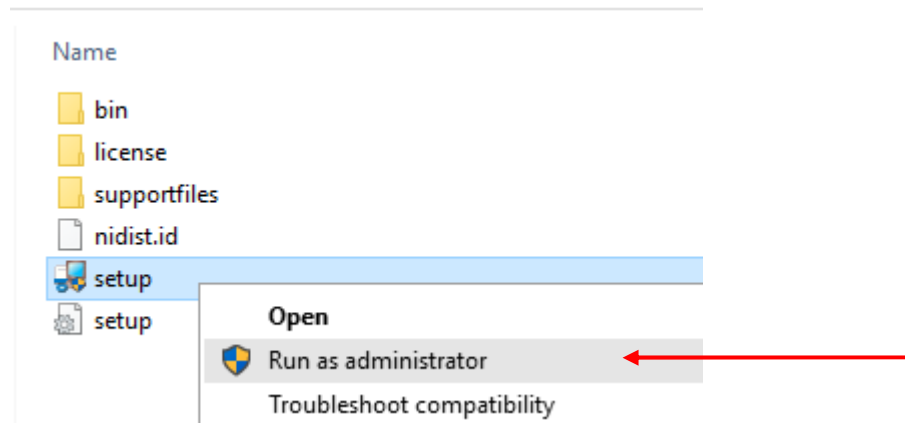 Name
bin
license
supportfiles
nidist.id
setup
setup
Open
Run as administrator
Troubleshoot compatibility